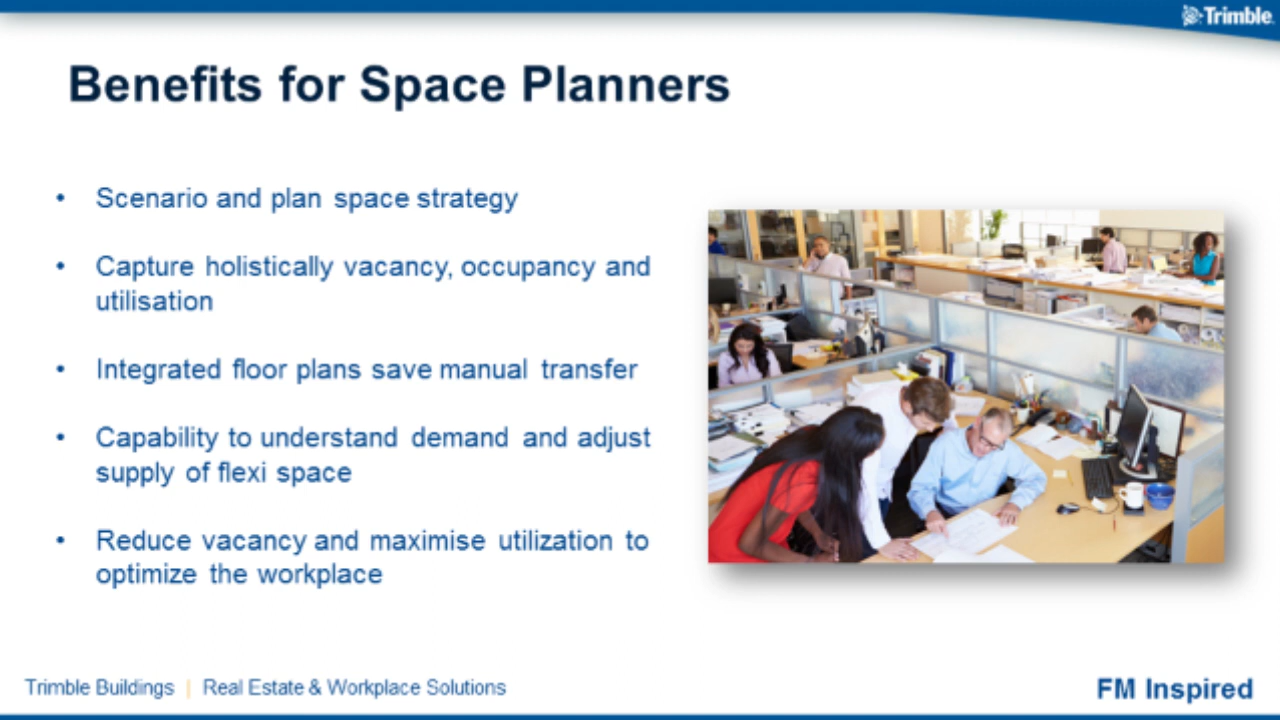 Trimble
Benefits for Space Planners
• Scenario and plan space strategy
• Capture holistically vacancy, occupancy and
utilisation
• Integrated floor plans save manual transfer
• Capability to understand demand and adjust
supply of flexi space
• Reduce vacancy and maximise utilization to
optimize the workplace
Trimble Buildings | Real Estate & Workplace Solutions
FM Inspired